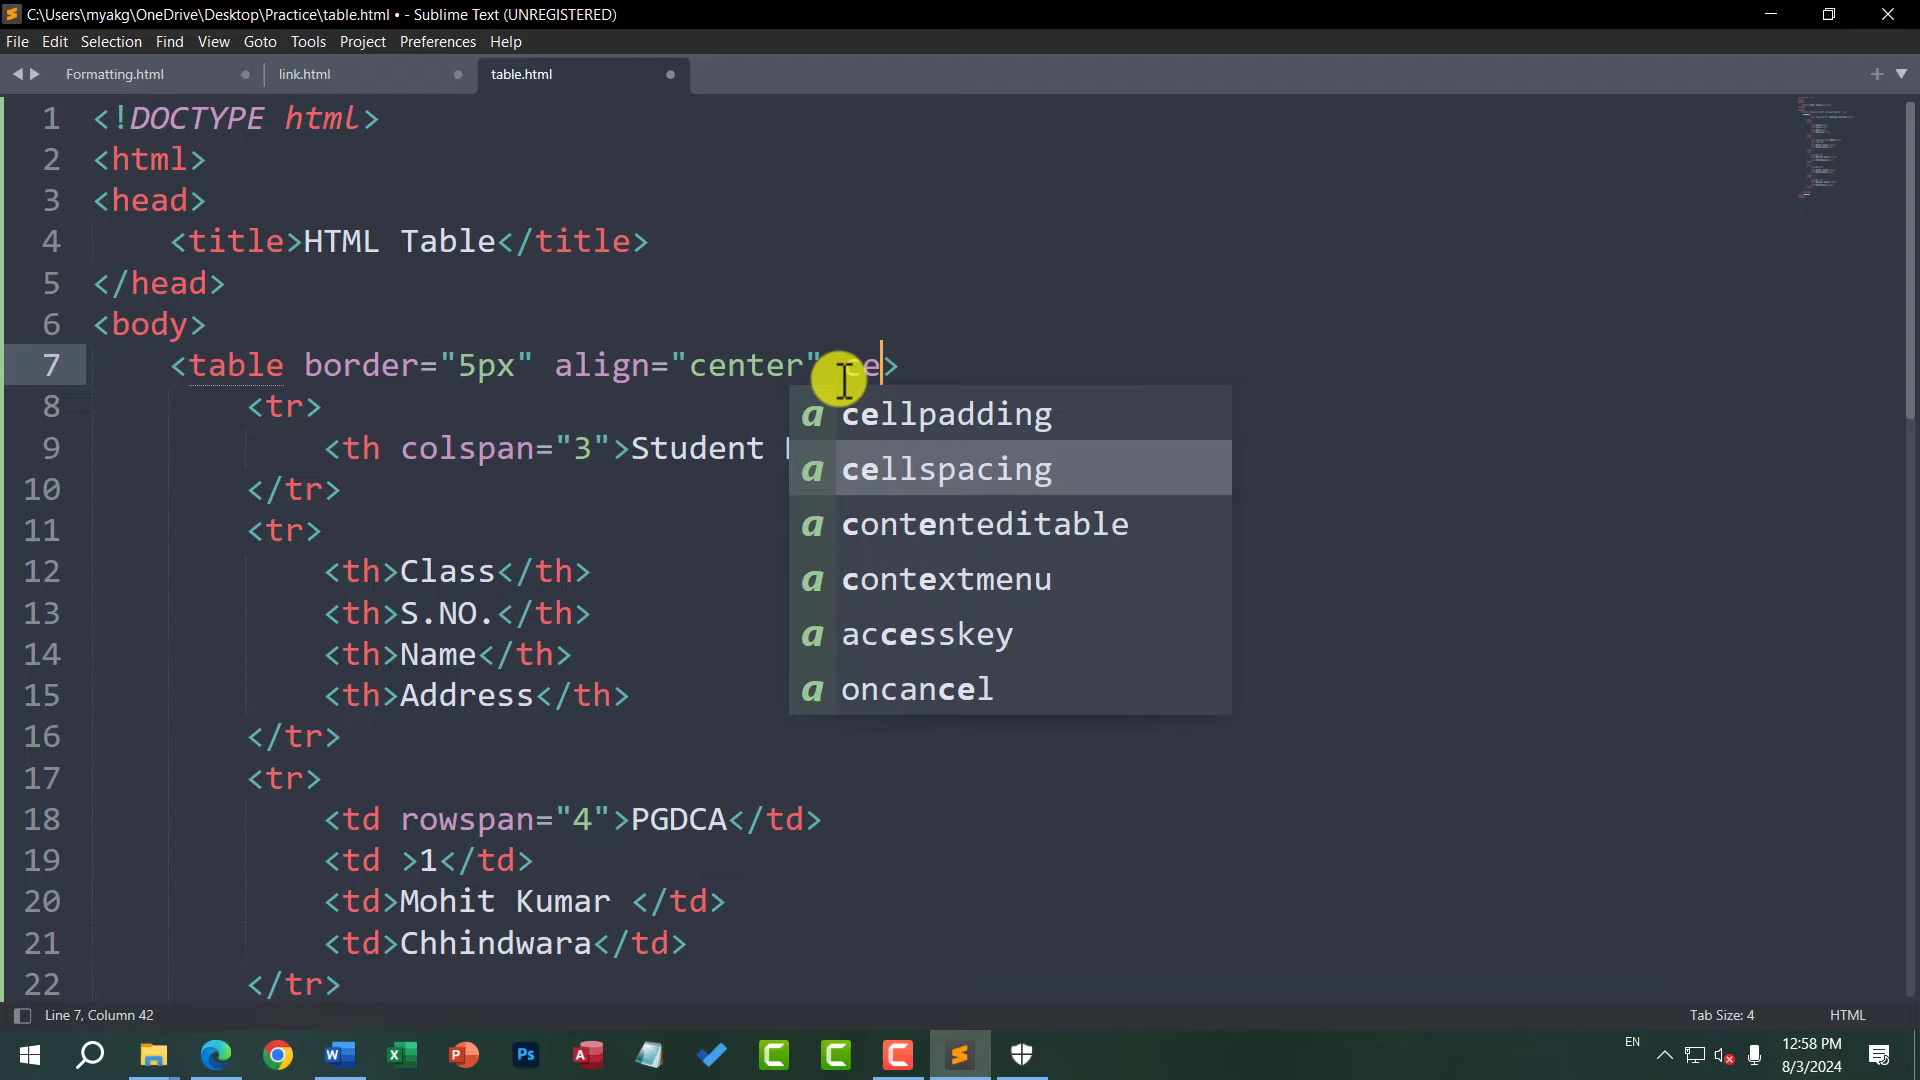 C:\Users\myakg\OneDrive\Desktop\Practice\table.html • - Sublime Text (UNREGISTERED)
File Edit Selection Find View Goto Tools Project Preferences Help
Formatting.html link.html table.html
1 <!DOCTYPE html>
2 <html>
3 <head>
4 <title>HTML Table</title>
5 </head>
6 <body>
7 <table border="5px" align="center" ce>
8 <tr>
cellpadding
9 <th colspan="3">Student
cellspacing
10 </tr>
contenteditable
11 <tr>
12 <th>Class</th>
contextmenu
13 <th>S.NO.</th>
accesskey
14 <th>Name</th>
15 <th>Address</th>
oncancel
16 </tr>
17 <tr>
18 <td rowspan="4">PGDCA</td>
19 <td >1</td>
20 <td>Mohit Kumar </td>
21 <td>Chhindwara</td>
22 </tr>
Line 7, Column 42 Tab Size: 4 HTML
EN 12:58 PM
8/3/2024